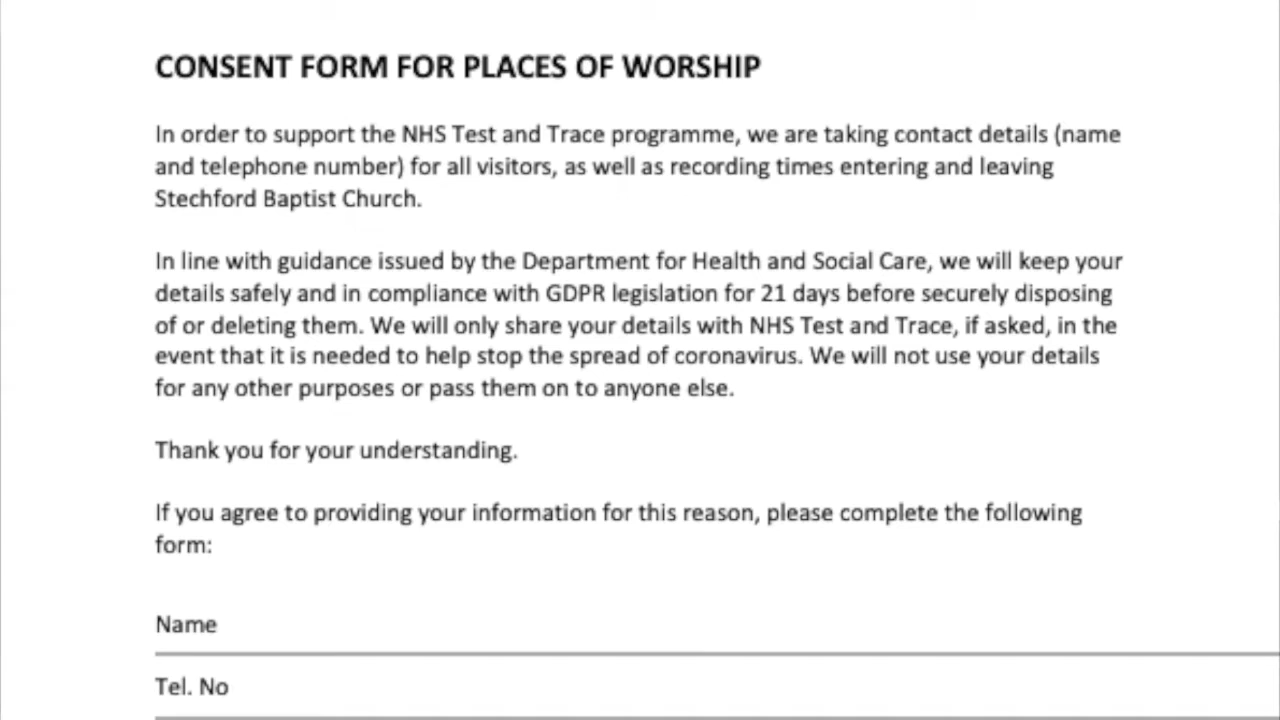 CONSENT FORM FOR PLACES OF WORSHIP
In order to support the NHS Test and Trace programme, we are taking contact details (name
and telephone number) for all visitors, as well as recording times entering and leaving
Stechford Baptist Church.
In line with guidance issued by the Department for Health and Social Care, we will keep your
details safely and in compliance with GDPR legislation for 21 days before securely disposing
of or deleting them. We will only share your details with NHS Test and Trace, if asked, in the
event that it is needed to help stop the spread of coronavirus. We will not use your details
for any other purposes or pass them on to anyone else.
Thank you for your understanding.
If you agree to providing your information for this reason, please complete the following
form:
Name
Tel. No